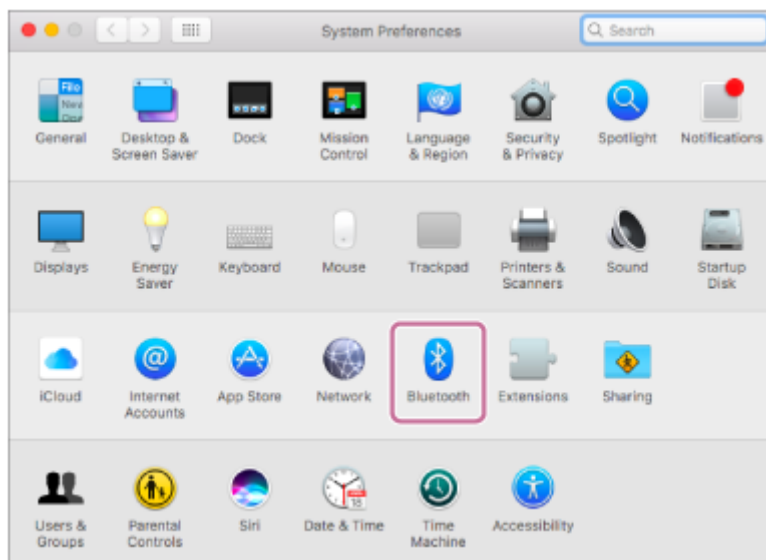 System Preferences
Search
General
Desktop &
Screen Saver
Dock
Mission
Control
Language
& Region
Security
& Privacy
Spotlight
Notifications
Displays
Energy
Saver
Keyboard
Mouse
Trackpad
Printers &
Scanners
Sound
Startup
Disk
iCloud
Internet
Accounts
App Store
Network
Bluetooth
Extensions
Sharing
Users &
Groups
Parental
Controls
Siri
Date & Time
Time
Machine
Accessibility